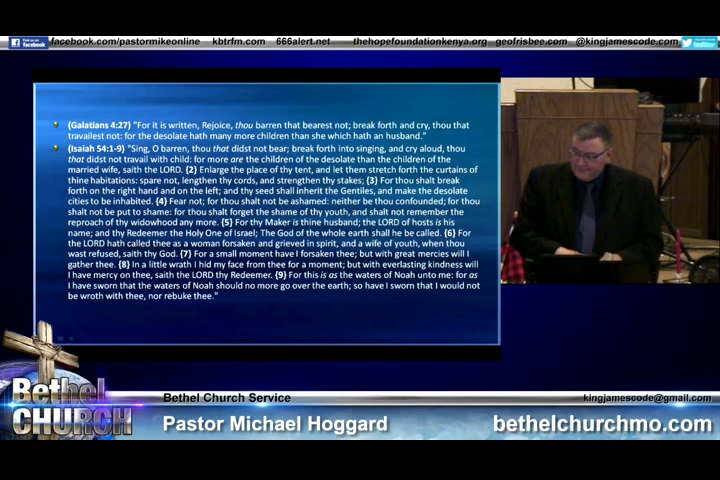 Find us on facebook
facebook.com/pastormikeonline kbtrfm.com 666alert.net thehopefoundationkenya.org geofrisbee.com @kingjamescode.com twitter
(Galatians 4:27) "For it is written, Rejoice, thou barren that bearest not; break forth and cry, thou that
travailest not: for the desolate hath many more children than she which hath an husband."
(Isaiah 54:1-9) "Sing, O barren, thou that didst not bear; break forth into singing, and cry aloud, thou
that didst not travail with child: for more are the children of the desolate than the children of the
married wife, saith the LORD. {2} Enlarge the place of thy tent, and let them stretch forth the curtains of
thine habitations: spare not, lengthen thy cords, and strengthen thy stakes; {3} For thou shalt break
forth on the right hand and on the left; and thy seed shall inherit the Gentiles, and make the desolate
cities to be inhabited. {4} Fear not; for thou shalt not be ashamed: neither be thou confounded; for thou
shalt not be put to shame: for thou shalt forget the shame of thy youth, and shalt not remember the
reproach of thy widowhood any more. {5} For thy Maker is thine husband; the LORD of hosts is his
name; and thy Redeemer the Holy One of Israel; The God of the whole earth shall he be called. {6} For
the LORD hath called thee as a woman forsaken and grieved in spirit, and a wife of youth, when thou
wast refused, saith thy God. {7} For a small moment have I forsaken thee; but with great mercies will I
gather thee. {8} In a little wrath I hid my face from thee for a moment; but with everlasting kindness will
I have mercy on thee, saith the LORD thy Redeemer. {9} For this is as the waters of Noah unto me: for as
I have sworn that the waters of Noah should no more go over the earth; so have I sworn that I would not
be wroth with thee, nor rebuke thee."
Bethel
CHURCH
Bethel Church Service kingjamescode@gmail.com
Pastor Michael Hoggard bethelchurchmo.com